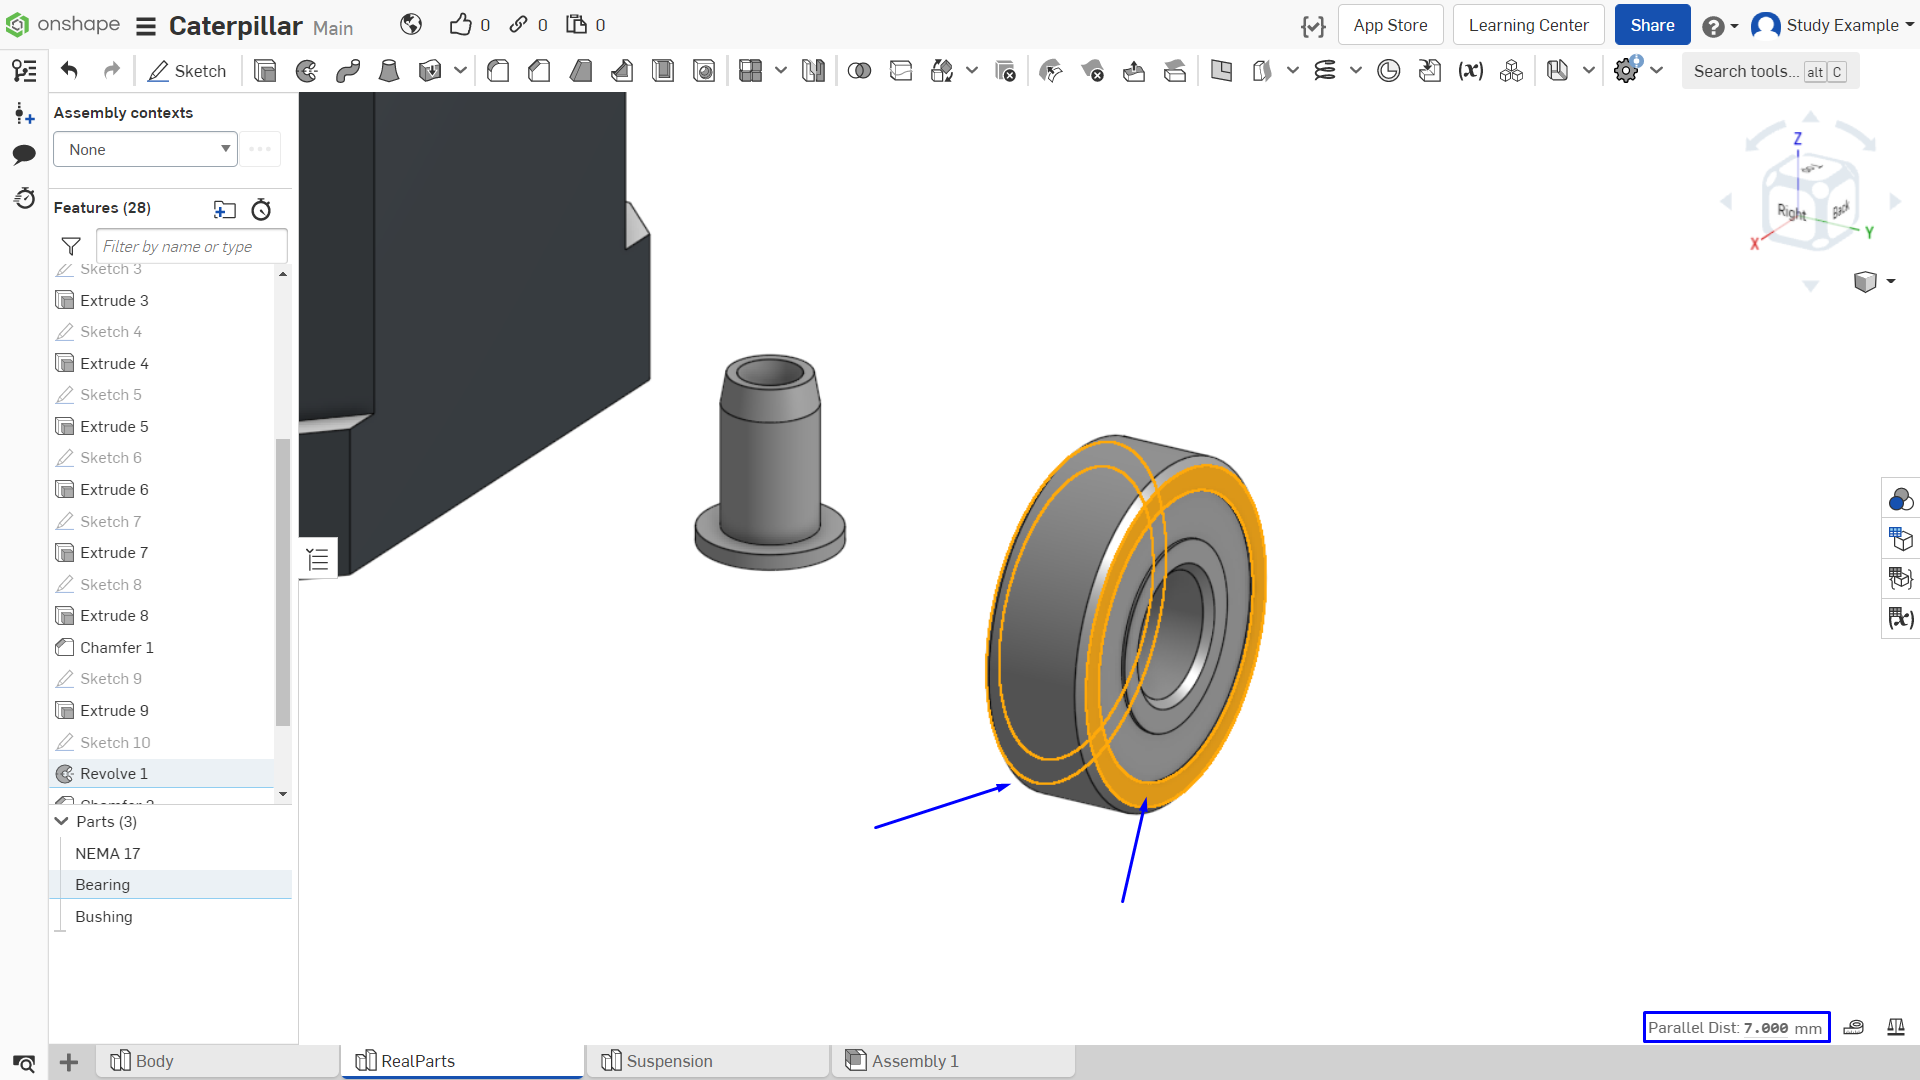 onshape Caterpillar Main 0 0 0 App Store Learning Center Share Study Example
Sketch Search tools... alt C
Assembly contexts
None
Features (28)
Filter by name or type
Sketch 3
Extrude 3
Sketch 4
Extrude 4
Sketch 5
Extrude 5
Sketch 6
Extrude 6
Sketch 7
Extrude 7
Sketch 8
Extrude 8
Chamfer 1
Sketch 9
Extrude 9
Sketch 10
Revolve 1
Chamfer 2
Parts (3)
NEMA 17
Bearing
Bushing
Z
Right
Back
X
Y
(x)
Parallel Dist: 7.000 mm
Body RealParts Suspension Assembly 1